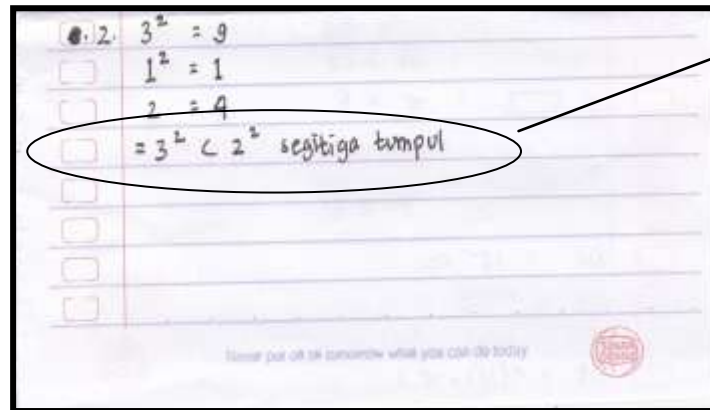 2. 3² = 9
1² = 1
2 = 4
= 3² < 2² segitiga tumpul
Never put off till tomorrow what you can do today